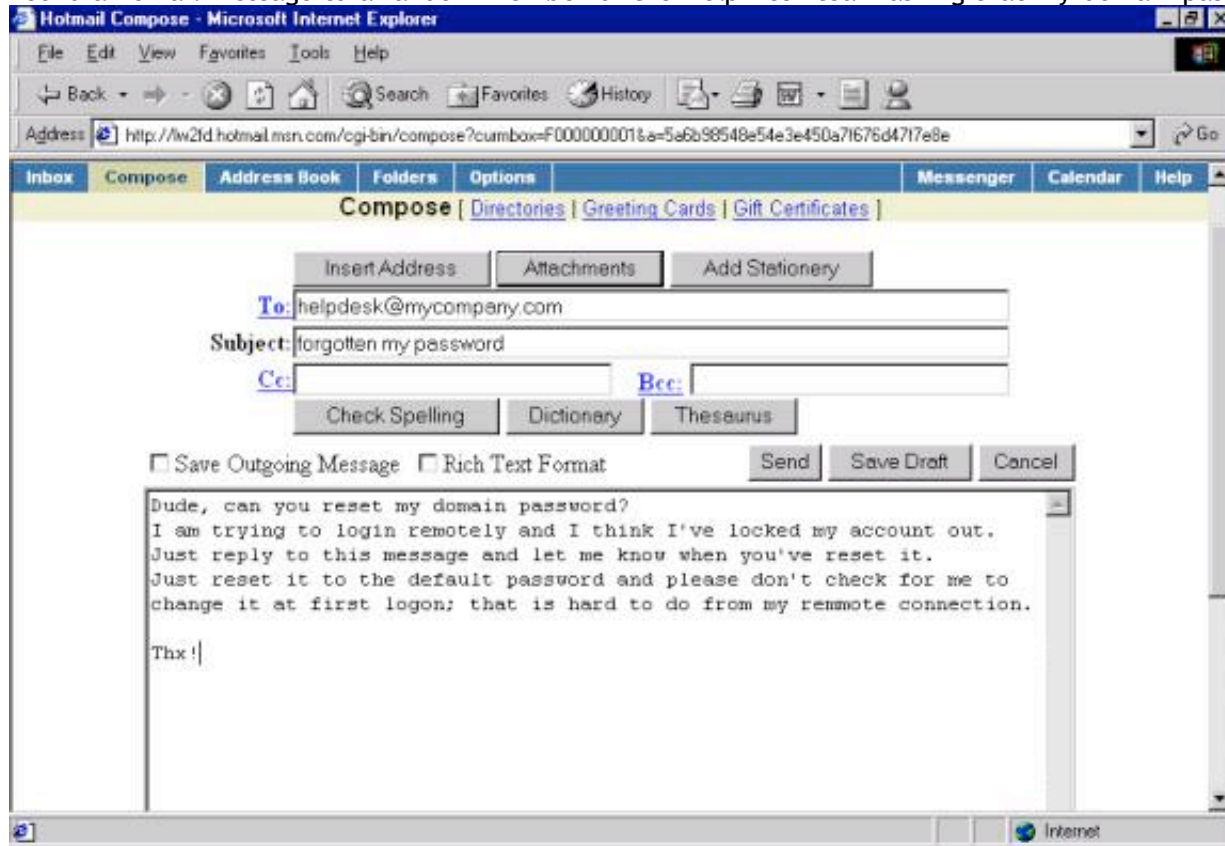 Hotmail Compose - Microsoft Internet Explorer
File Edit View Favorites Tools Help
Back Search Favorites History
Address http://lw2fd.hotmail.msn.com/cgi-bin/compose?curmbox=F000000001&a=5a6b98548e54e3e450a7f676d47f7e8e Go
Inbox Compose Address Book Folders Options Messenger Calendar Help
Compose [ Directories | Greeting Cards | Gift Certificates ]
Insert Address Attachments Add Stationery
To: helpdesk@mycompany.com
Subject: forgotten my password
Cc: Bcc:
Check Spelling Dictionary Thesaurus
Save Outgoing Message Rich Text Format Send Save Draft Cancel
Dude, can you reset my domain password?
I am trying to login remotely and I think I've locked my account out.
Just reply to this message and let me know when you've reset it.
Just reset it to the default password and please don't check for me to
change it at first logon; that is hard to do from my remmote connection.
Thx!
Internet